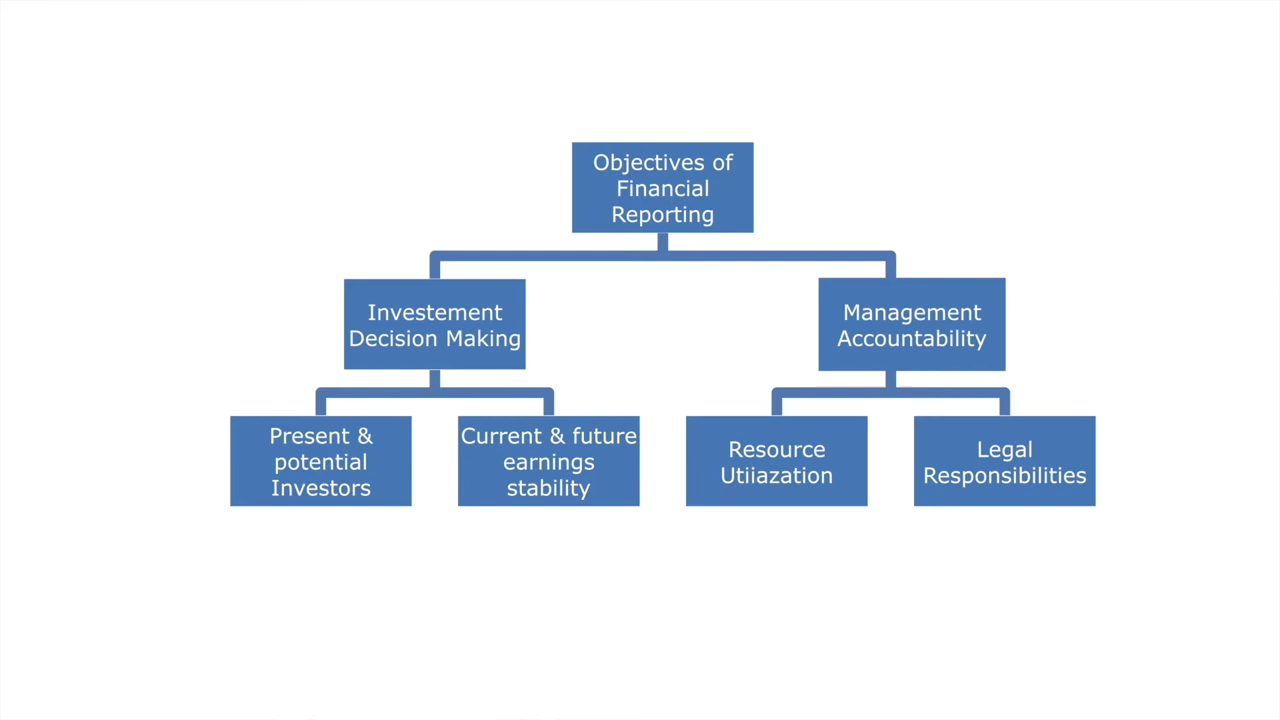 Objectives of
Financial
Reporting
Investement
Decision Making
Management
Accountability
Present &
potential
Investors
Current & future
earnings
stability
Resource
Utiiazation
Legal
Responsibilities